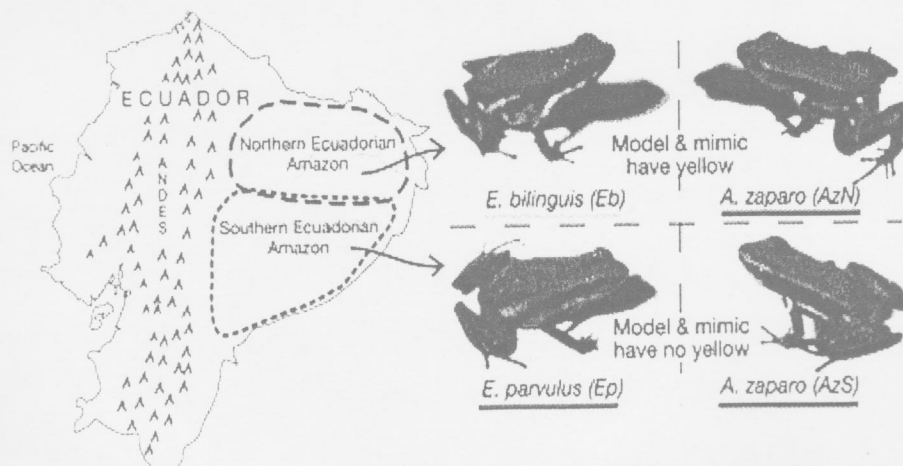 ECUADOR
Pacific
Ocean
ANDES
Northern Ecuadorian
Amazon
Southern Ecuadorian
Amazon
Model & mimic
have yellow
E. bilinguis (Eb)
A. zaparo (AzN)
Model & mimic
have no yellow
E. parvulus (Ep)
A. zaparo (AzS)